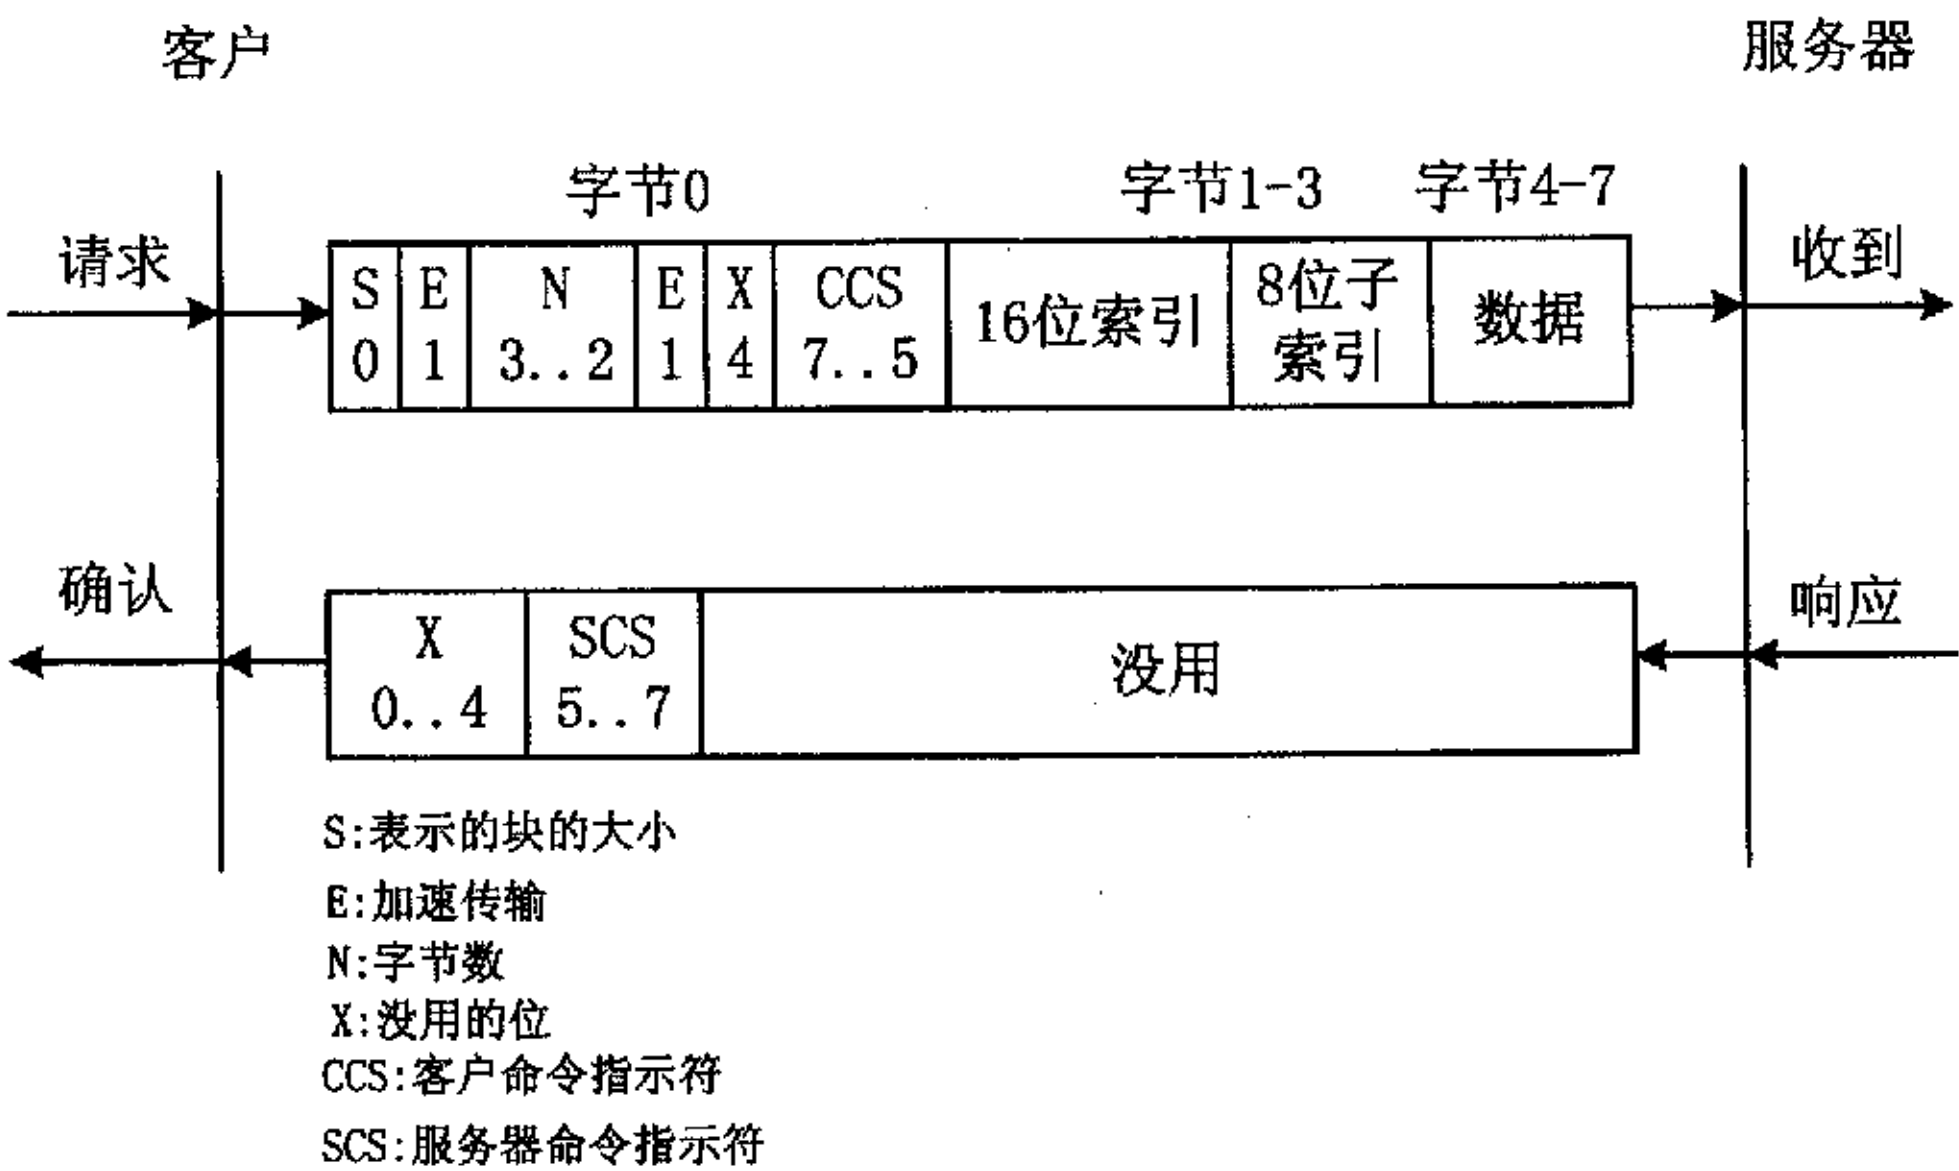 客户 服务器
字节0 字节1-3 字节4-7
请求 收到
S E N E X CCS 16位索引 8位子 数据
0 1 3..2 1 4 7..5 索引
确认 响应
X SCS 没用
0..4 5..7
S:表示的块的大小
E:加速传输
N:字节数
X:没用的位
CCS:客户命令指示符
SCS:服务器命令指示符